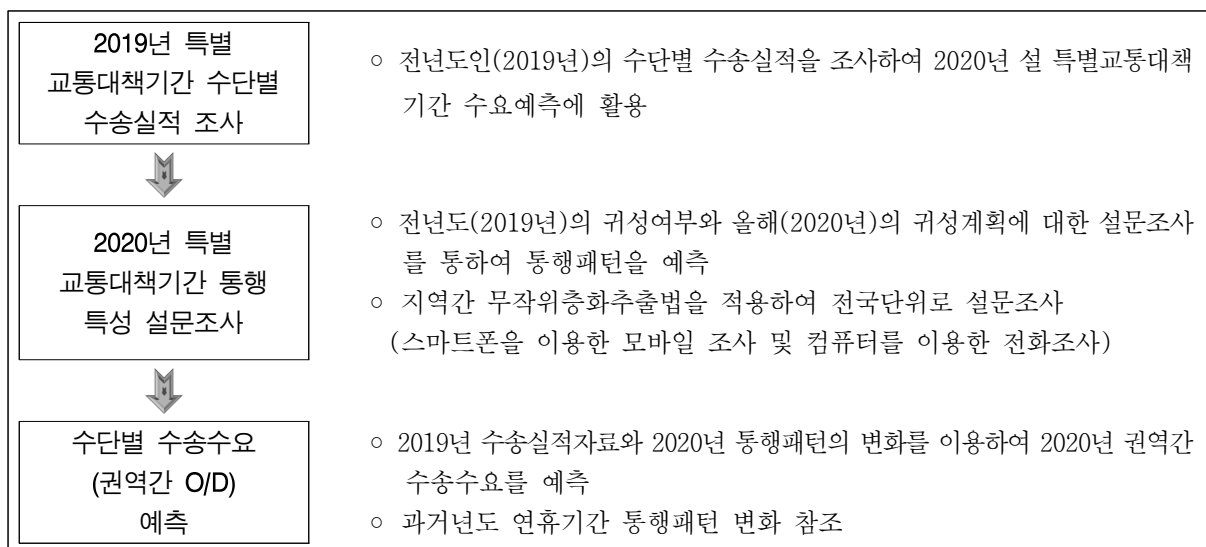 2019년 특별
교통대책기간 수단별
수송실적 조사
○ 전년도인(2019년)의 수단별 수송실적을 조사하여 2020년 설 특별교통대책
기간 수요예측에 활용
2020년 특별
교통대책기간 통행
특성 설문조사
○ 전년도(2019년)의 귀성여부와 올해(2020년)의 귀성계획에 대한 설문조사
를 통하여 통행패턴을 예측
○ 지역간 무작위층화추출법을 적용하여 전국단위로 설문조사
(스마트폰을 이용한 모바일 조사 및 컴퓨터를 이용한 전화조사)
수단별 수송수요
(권역간 O/D)
예측
○ 2019년 수송실적자료와 2020년 통행패턴의 변화를 이용하여 2020년 권역간
수송수요를 예측
○ 과거년도 연휴기간 통행패턴 변화 참조